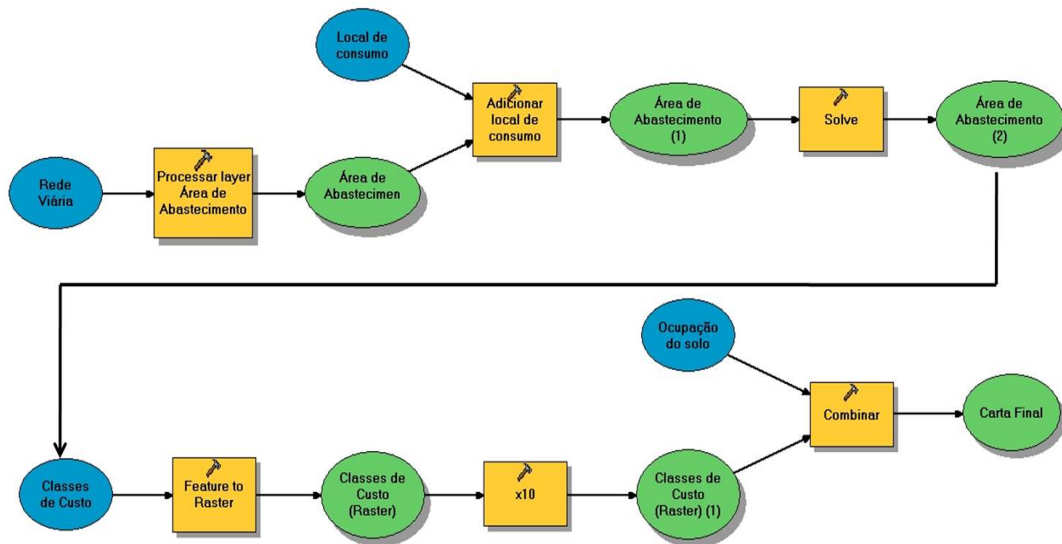 Local de
consumo
Adicionar
local de
consumo
Área de
Abastecimento
(1)
Solve
Área de
Abastecimento
(2)
Rede
Viária
Processar layer
Área de
Abastecimento
Área de
Abastecimen
Ocupação
do solo
Combinar
Carta Final
Classes
de Custo
Feature to
Raster
Classes de
Custo
(Raster)
x10
Classes de
Custo
(Raster) (1)